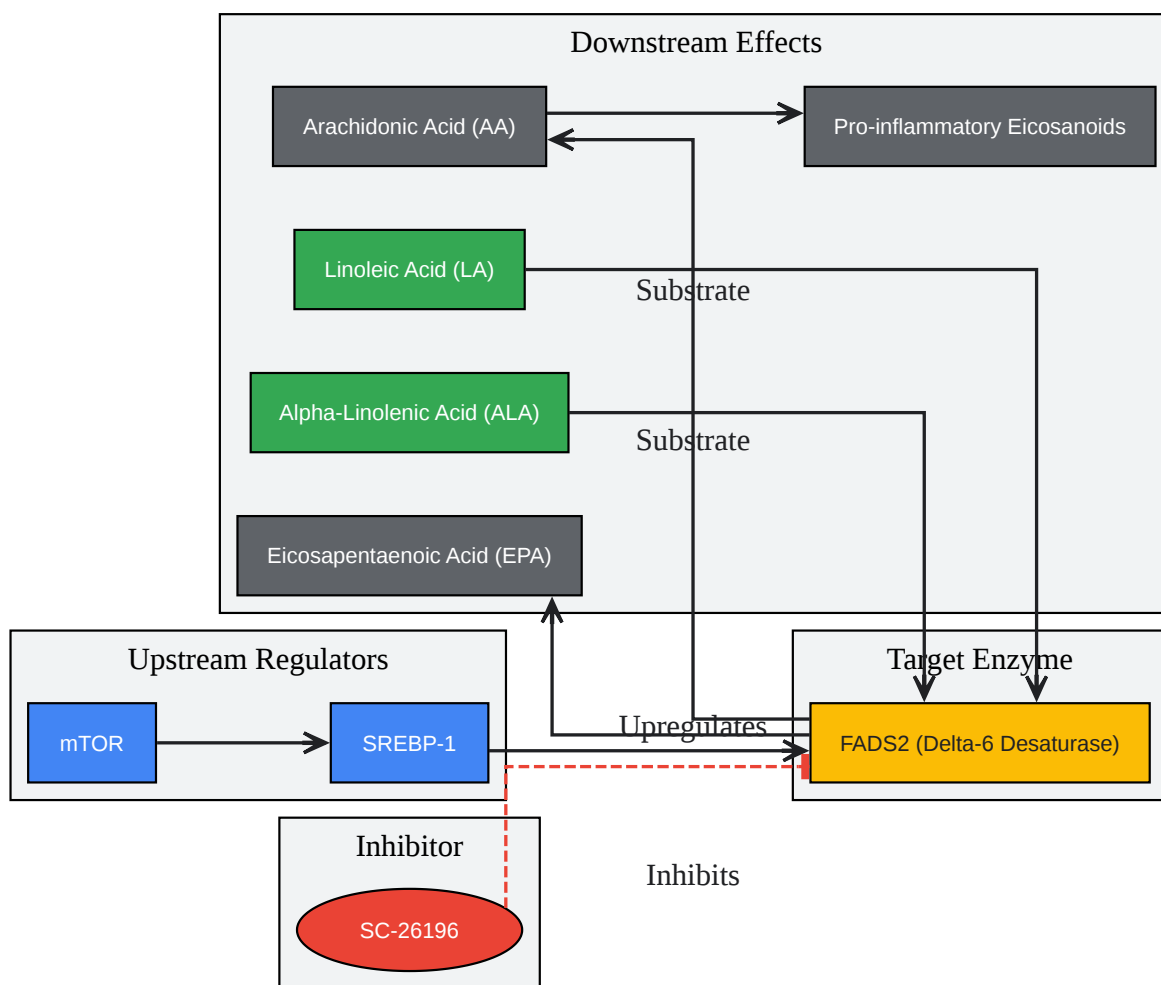 Downstream Effects
Arachidonic Acid (AA)
Pro-inflammatory Eicosanoids
Linoleic Acid (LA)
Substrate
Alpha-Linolenic Acid (ALA)
Substrate
Eicosapentaenoic Acid (EPA)
Upstream Regulators
Target Enzyme
mTOR
SREBP-1
Upregulates
FADS2 (Delta-6 Desaturase)
Inhibitor
Inhibits
SC-26196